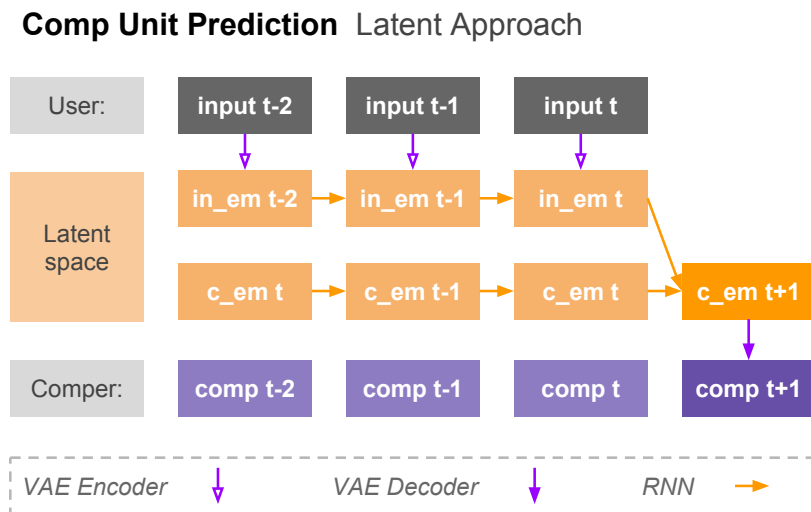 Comp Unit Prediction Latent Approach
User: input t-2 input t-1 input t
in_em t-2 in_em t-1 in_em t
Latent
space
c_em t c_em t-1 c_em t c_em t+1
Comper: comp t-2 comp t-1 comp t comp t+1
VAE Encoder VAE Decoder RNN